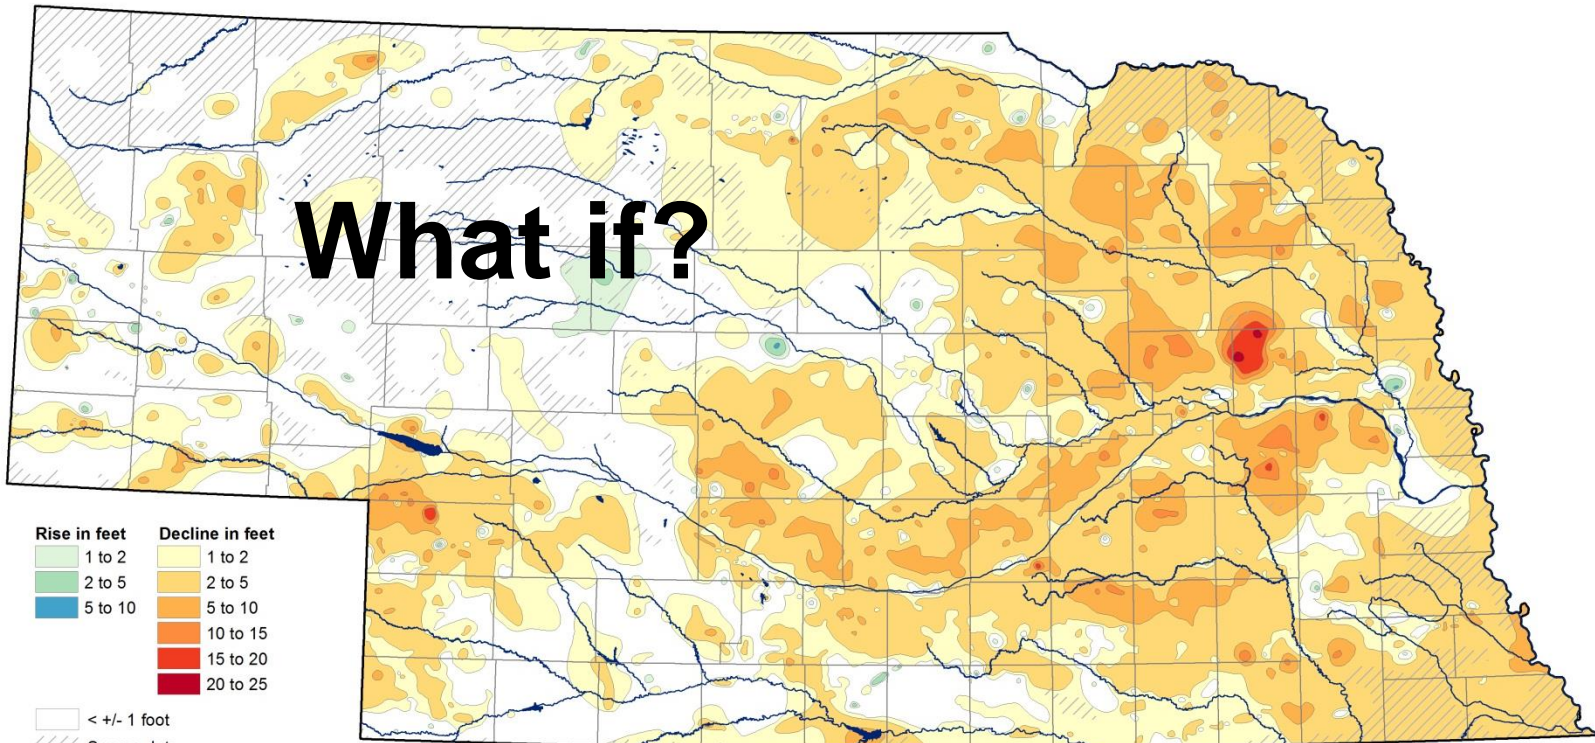 What if?
Rise in feet
1 to 2
2 to 5
5 to 10
Decline in feet
1 to 2
2 to 5
5 to 10
10 to 15
15 to 20
20 to 25
< +/- 1 foot